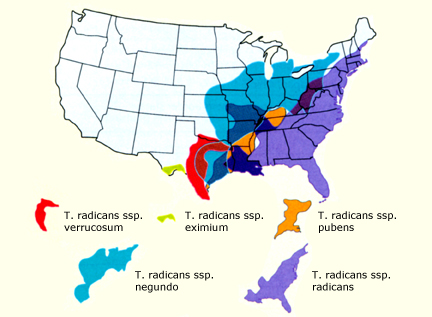 T. radicans ssp.
verrucosum
T. radicans ssp.
eximium
T. radicans ssp.
pubens
T. radicans ssp.
negundo
T. radicans ssp.
radicans